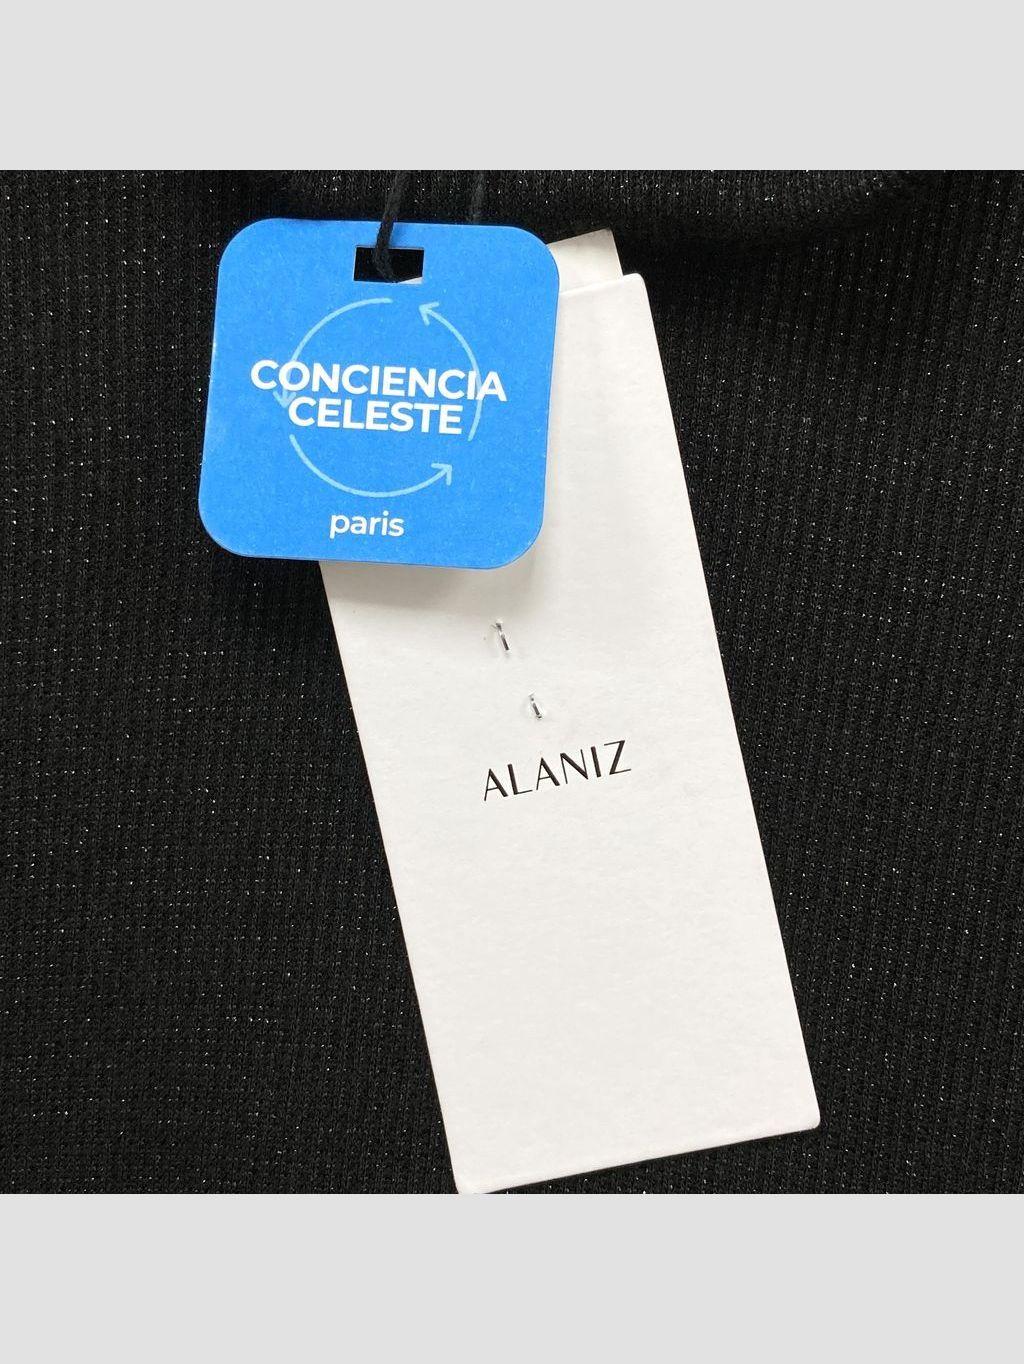 CONCIENCIA
CELESTE
paris
ALANIZ